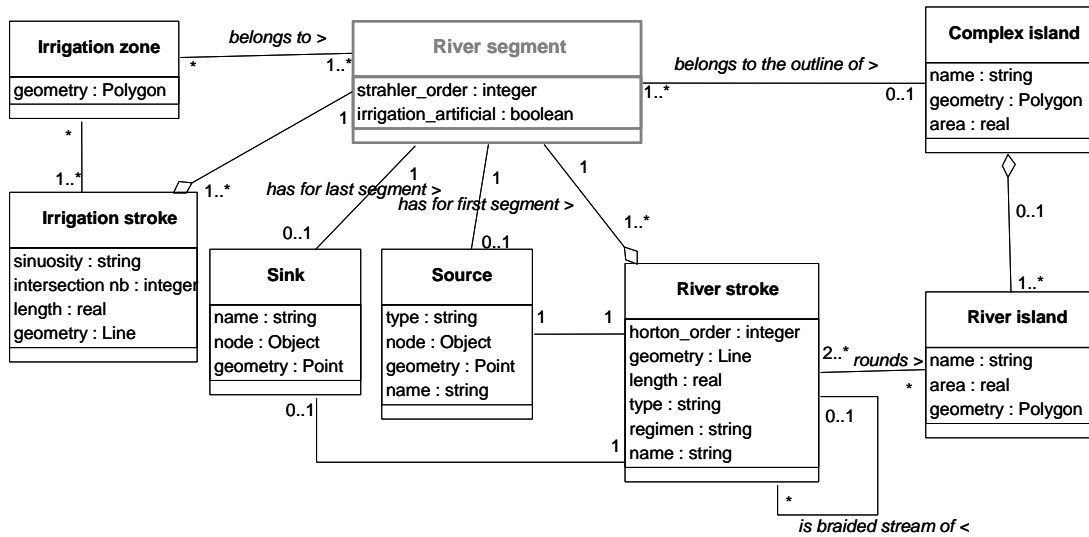 Irrigation zone
geometry : Polygon
belongs to >
*
1..*
River segment
strahler_order : integer
irrigation_artificial : boolean
belongs to the outline of >
1..*
0..1
Complex island
name : string
geometry : Polygon
area : real
*
1..*
1
1..*
has for last segment >
1
0..1
has for first segment >
1
0..1
1
1..*
0..1
1..*
Irrigation stroke
sinuosity : string
intersection nb : integer
length : real
geometry : Line
Sink
name : string
node : Object
geometry : Point
Source
type : string
node : Object
geometry : Point
name : string
1
1
River stroke
horton_order : integer
geometry : Line
length : real
type : string
regimen : string
name : string
2..*
rounds >
*
River island
name : string
area : real
geometry : Polygon
0..1
1
0..1
*
is braided stream of <